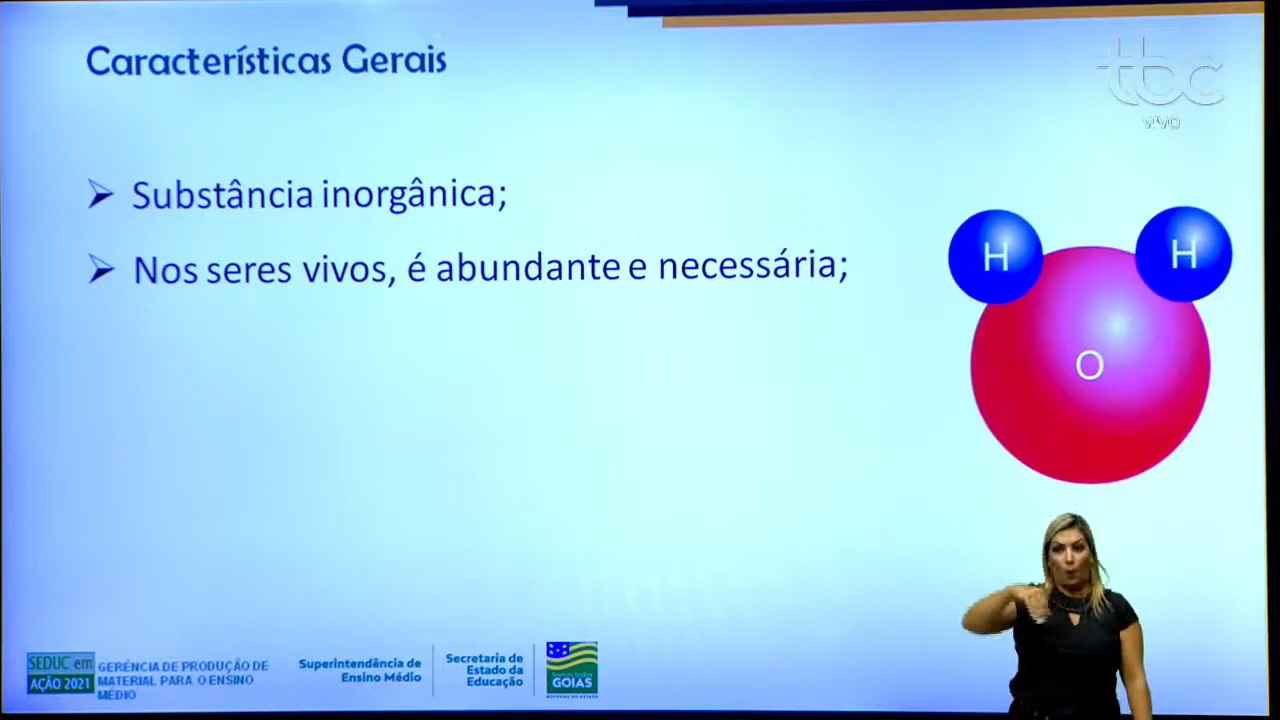 Características Gerais
tbc
VIVO
Substância inorgânica;
Nos seres vivos, é abundante e necessária;
H
H
O
SEDUC em
AÇÃO 2021
GERÊNCIA DE PRODUÇÃO DE
MATERIAL PARA O ENSINO
MÉDIO
Superintendência de
Ensino Médio
Secretaria de
Estado da
Educação
GOIÁS